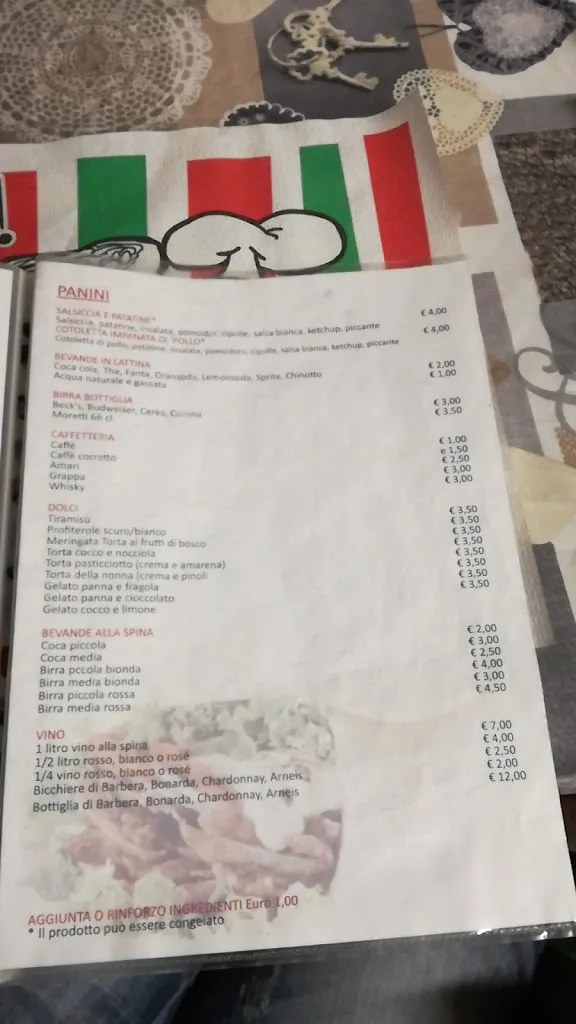 PANINI
SALSICCIA E PATATINE* € 4,00
Salsiccia, patatine, insalata, pomodor, cipolle, salsa bianca, ketchup, piccante
COTOLETTA IMPANATA DI "POLLO" € 4,00
Cotoletta di pollo, patatine, insalata, pomodoro, cipolle, salsa bianca, ketchup, piccante
BEVANDE IN LATTINA
Coca cola, The, Fanta, Oransoda, Lemonsoda, Sprite, Chinotto € 2,00
Acqua naturale e gassata € 1,00
BIRRA BOTTIGLIA
Beck's, Budweiser, Ceres, Corona € 3,00
Moretti 66 cl € 3,50
CAFFETTERIA
Caffè € 1,00
Caffè corretto e 1,50
Amari € 2,50
Grappa € 3,00
Whisky € 3,00
DOLCI
Tiramisù € 3,50
Profiterole scuro/bianco € 3,50
Meringata Torta ai frutti di bosco € 3,50
Torta cocco e nocciola € 3,50
Torta pasticciotto (crema e amarena) € 3,50
Torta della nonna (crema e pinoli € 3,50
Gelato panna e fragola € 3,50
Gelato panna e cioccolato € 3,50
Gelato cocco e limone
BEVANDE ALLA SPINA
Coca piccola € 2,00
Coca media € 3,00
Birra pccola bionda € 2,50
Birra media bionda € 4,00
Birra piccola rossa € 3,00
Birra media rossa € 4,50
VINO
1 litro vino alla spina € 7,00
1/2 litro rosso, bianco o rosé € 4,00
1/4 vino rosso, bianco o rosé € 2,50
Bicchiere di Barbera, Bonarda, Chardonnay, Arneis € 2,00
Bottiglia di Barbera, Bonarda, Chardonnay, Arneis € 12,00
AGGIUNTA O RINFORZO INGREDIENTI Euro 1,00
* Il prodotto può essere congelato